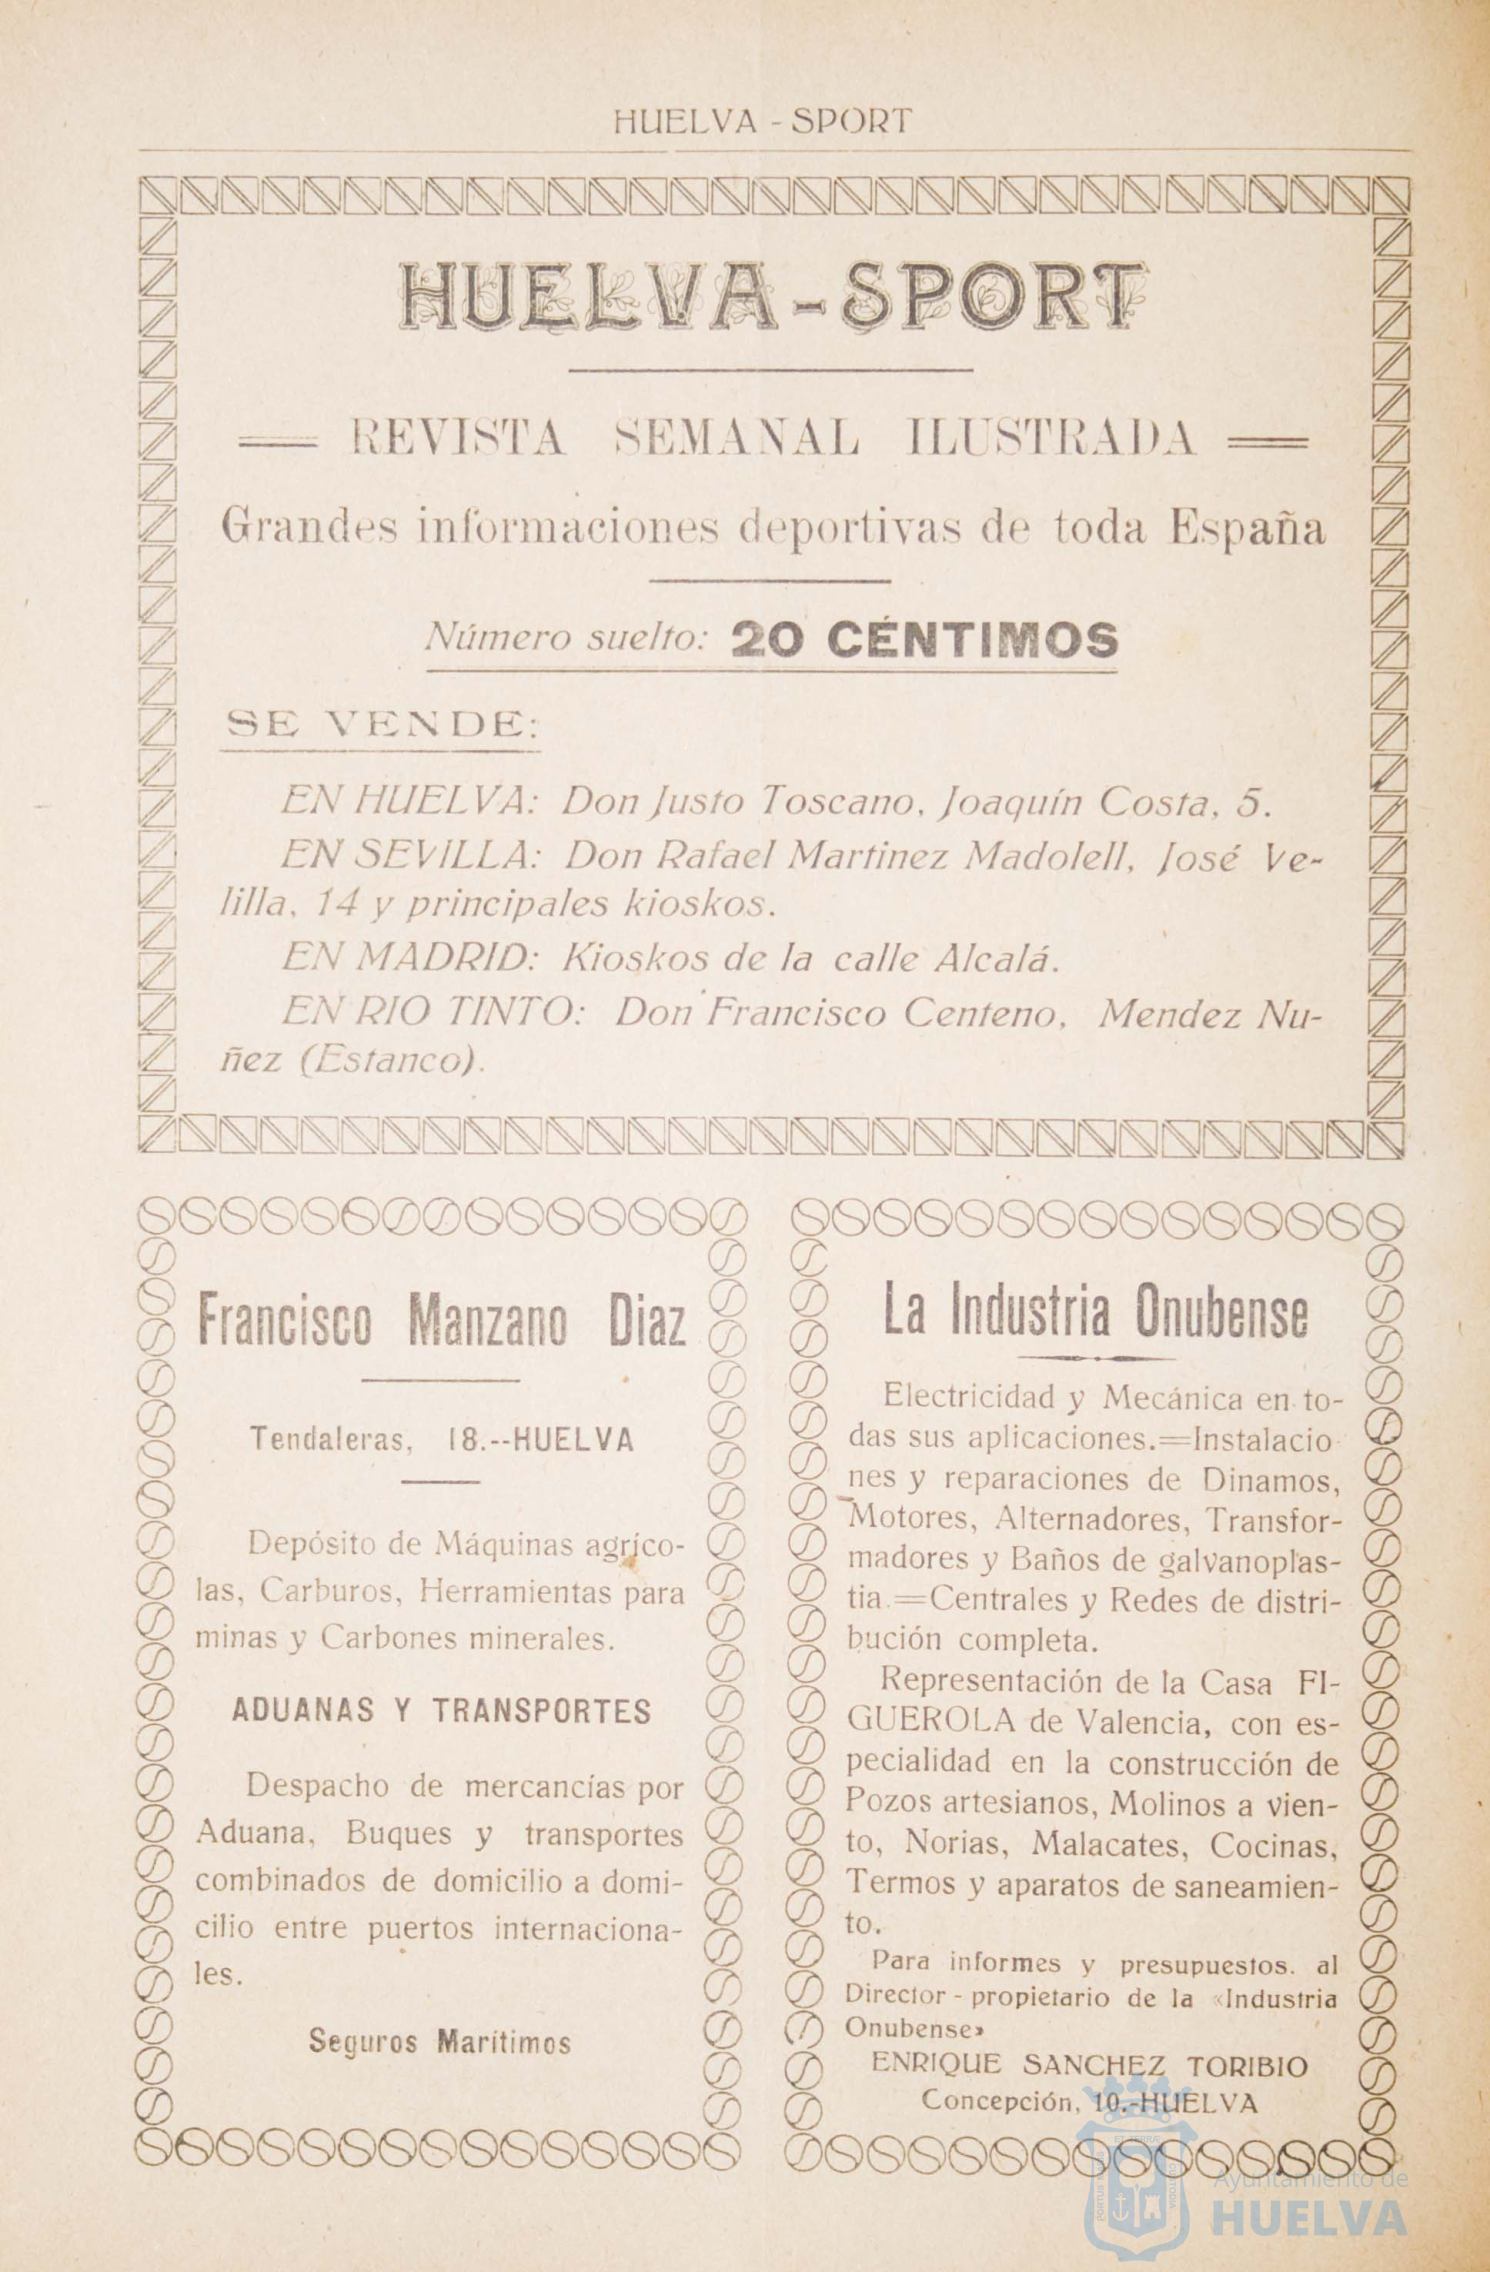 HUELVA - SPORT
HUELVA-SPORT
REVISTA SEMANAL ILUSTRADA
Grandes informaciones deportivas de toda España
Número suelto: 20 CÉNTIMOS
SE VENDE:
EN HUELVA: Don Justo Toscano, Joaquín Costa, 5.
EN SEVILLA: Don Rafael Martinez Madolell, José Ve-
lilla, 14 y principales kioskos.
EN MADRID: Kioskos de la calle Alcalá.
EN RIO TINTO: Don Francisco Centeno, Mendez Nu-
ñez (Estanco).
Francisco Manzano Diaz
Tendaleras, 18.--HUELVA
Depósito de Máquinas agríco-
las, Carburos, Herramientas para
minas y Carbones minerales.
ADUANAS Y TRANSPORTES
Despacho de mercancías por
Aduana, Buques y transportes
combinados de domicilio a domi-
cilio entre puertos internaciona-
les.
Seguros Marítimos
La Industria Onubense
Electricidad y Mecánica en to-
das sus aplicaciones.=Instalacio-
nes y reparaciones de Dinamos,
Motores, Alternadores, Transfor-
madores y Baños de galvanoplas-
tia.=Centrales y Redes de distri-
bución completa.
Representación de la Casa FI-
GUEROLA de Valencia, con es-
pecialidad en la construcción de
Pozos artesianos, Molinos a vien-
to, Norias, Malacates, Cocinas,
Termos y aparatos de saneamien-
to.
Para informes y presupuestos. al
Director - propietario de la «Industria
Onubense»
ENRIQUE SANCHEZ TORIBIO
Concepción, 10.-HUELVA
Ayuntamiento de
HUELVA